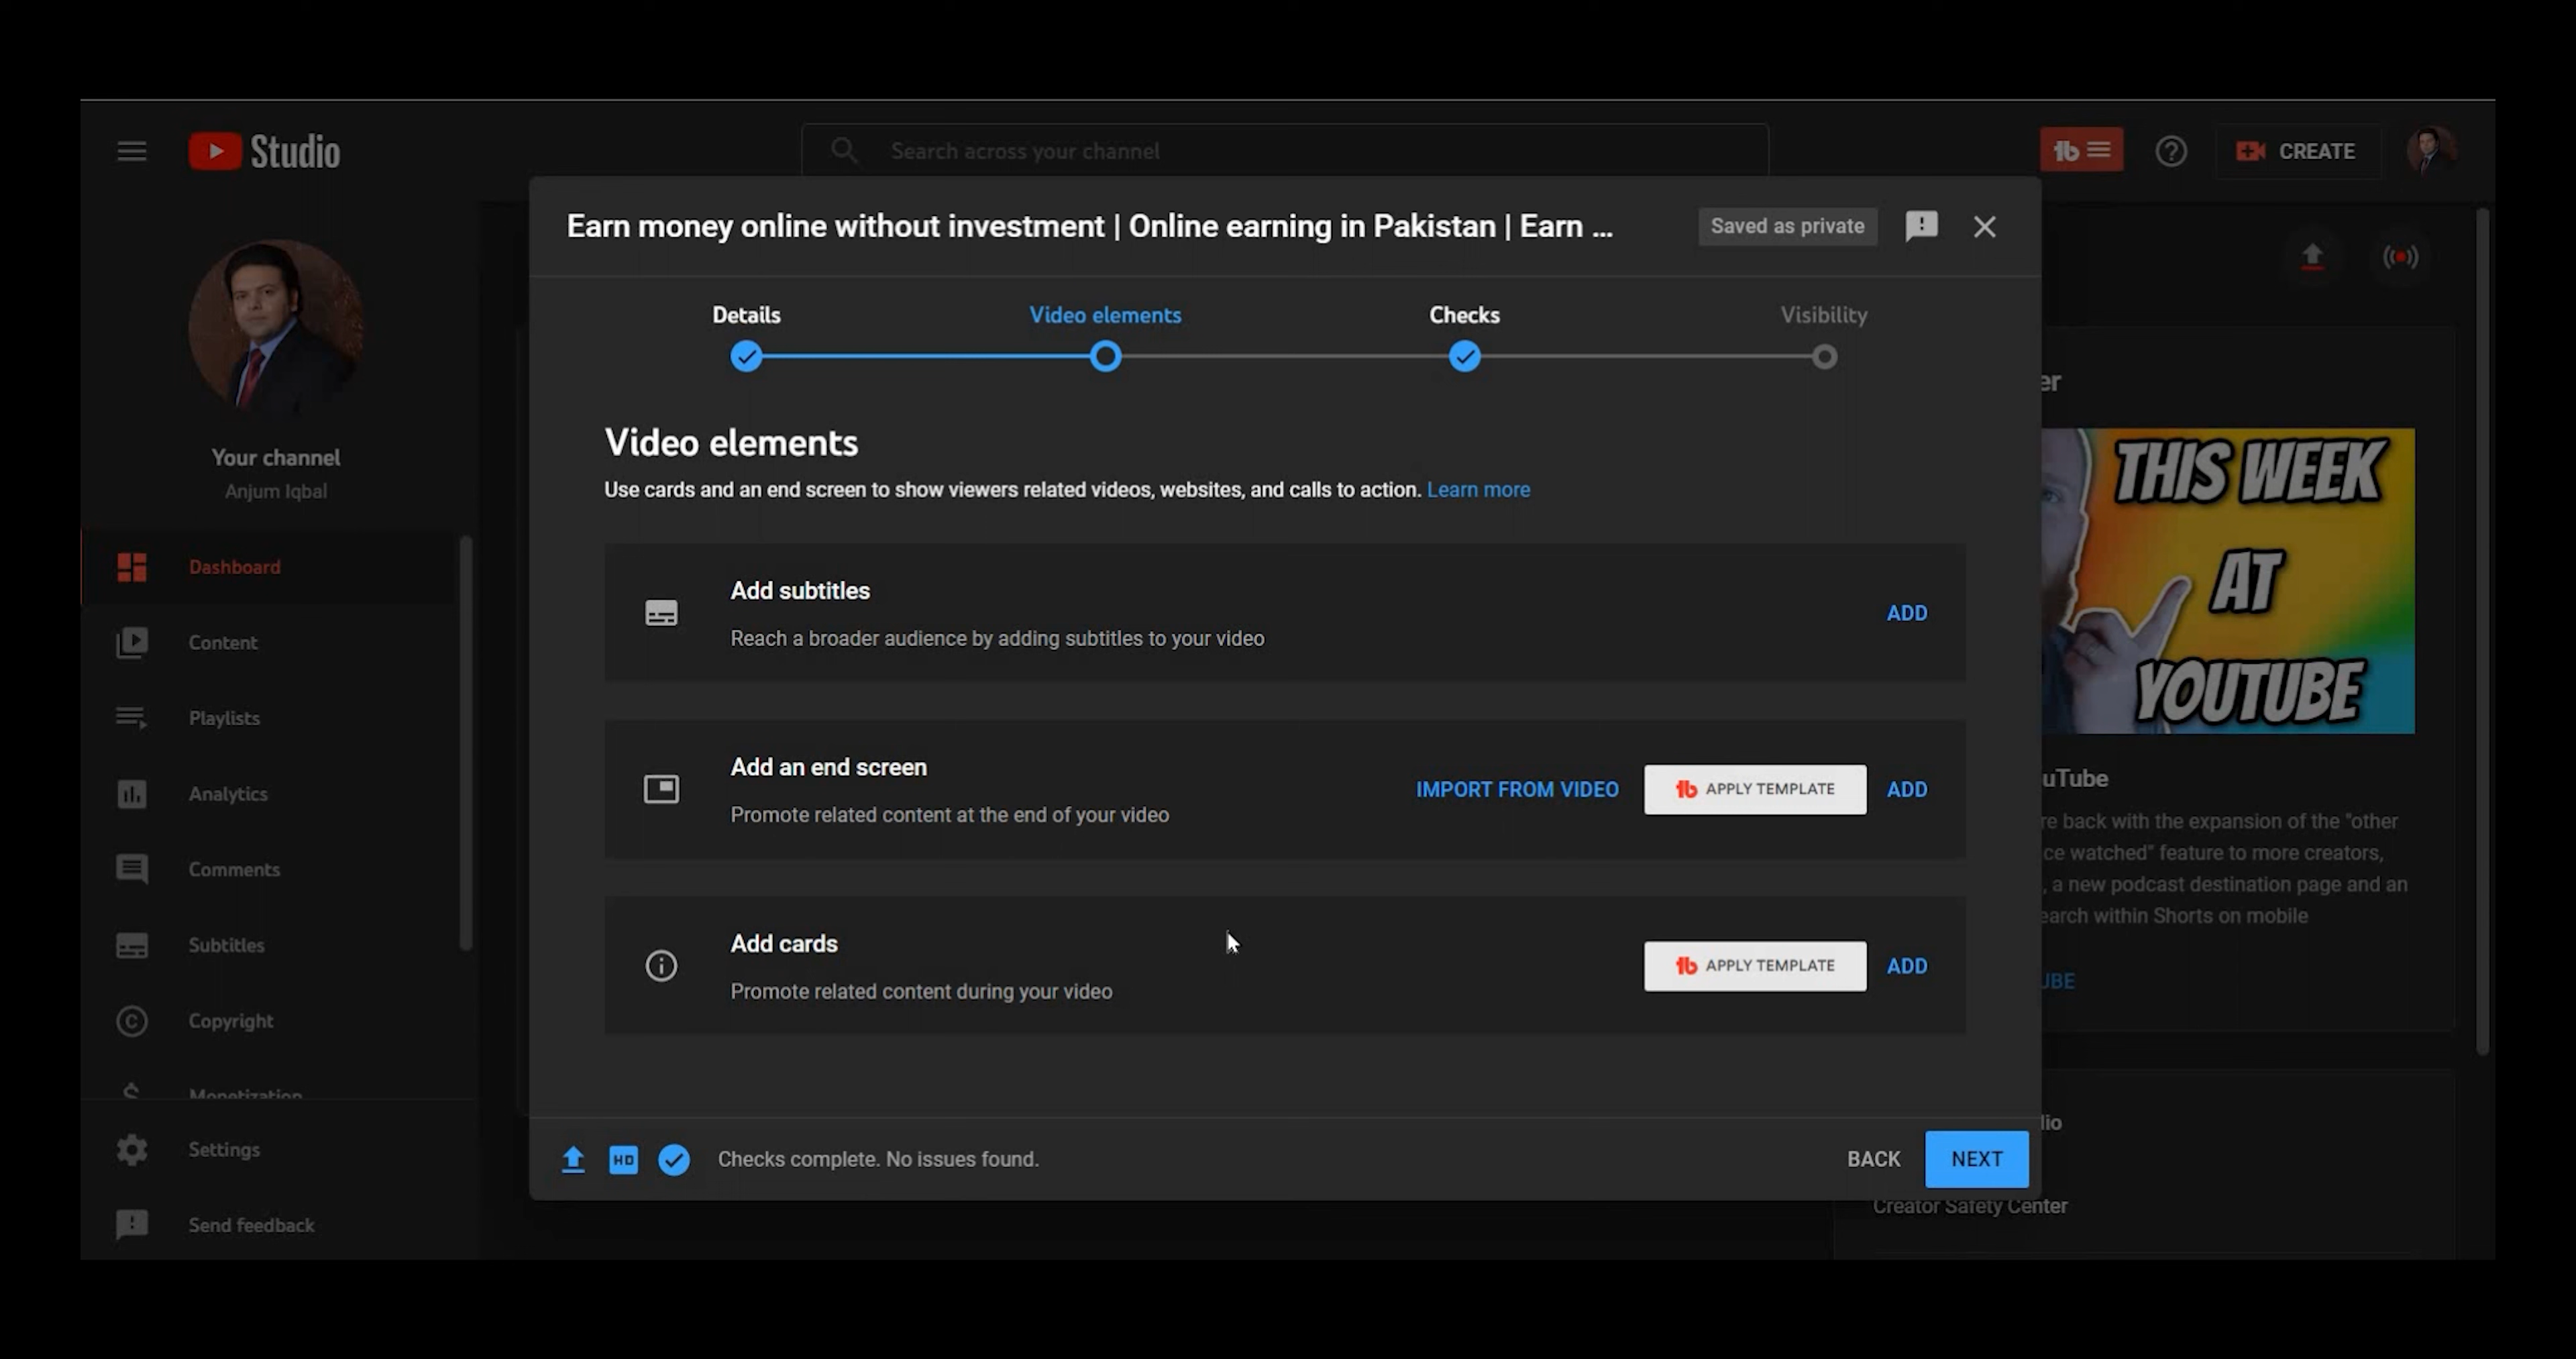 Studio
Search across your channel
CREATE
Earn money online without investment | Online earning in Pakistan | Earn ...
Saved as private
Details
Video elements
Checks
Visibility
Your channel
Anjum Iqbal
Dashboard
Content
Playlists
Analytics
Comments
Subtitles
Copyright
Monetization
Settings
Send feedback
Video elements
Use cards and an end screen to show viewers related videos, websites, and calls to action. Learn more
Add subtitles
Reach a broader audience by adding subtitles to your video
ADD
Add an end screen
Promote related content at the end of your video
IMPORT FROM VIDEO
tb APPLY TEMPLATE
ADD
Add cards
Promote related content during your video
tb APPLY TEMPLATE
ADD
HD
Checks complete. No issues found.
BACK
NEXT
er
THIS WEEK
AT
YOUTUBE
uTube
re back with the expansion of the "other
ce watched" feature to more creators,
, a new podcast destination page and an
earch within Shorts on mobile
UBE
dio
Creator Safety Center